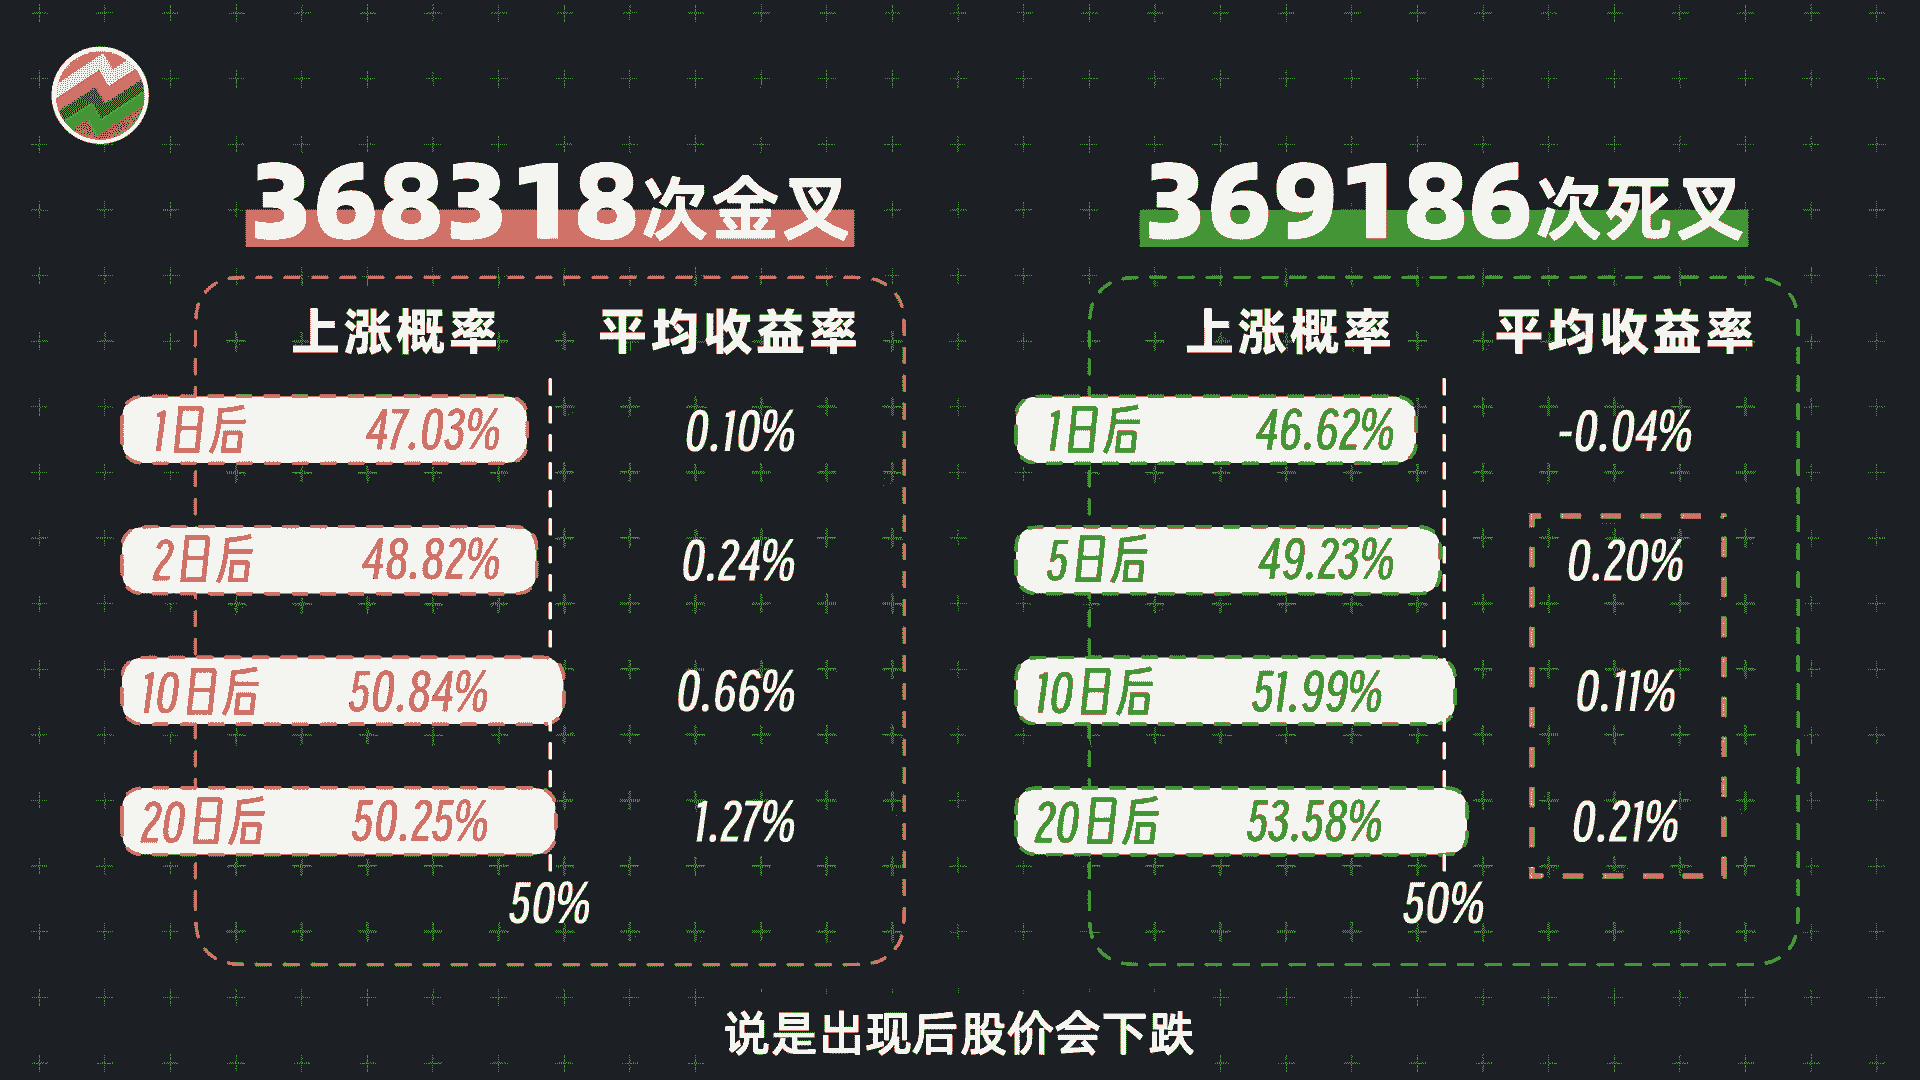 368318次金叉
上涨概率 平均收益率
1日后 47.03% 0.10%
2日后 48.82% 0.24%
10日后 50.84% 0.66%
20日后 50.25% 1.27%
50%
369186次死叉
上涨概率 平均收益率
1日后 46.62% -0.04%
5日后 49.23% 0.20%
10日后 51.99% 0.11%
20日后 53.58% 0.21%
50%
说是出现后股价会下跌